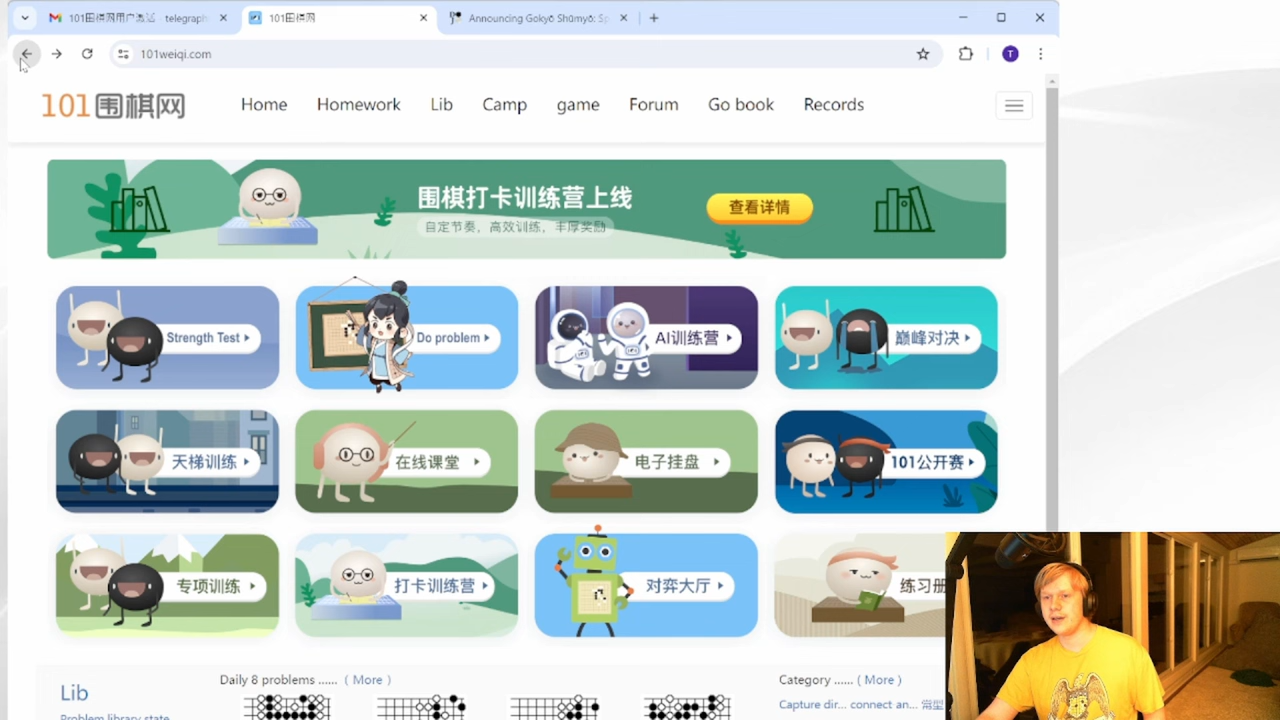 101围棋网用户激活 - telegraph
101围棋网
Announcing Gokyō Shūmyō: Sp
101weiqi.com
T
101围棋网
Home
Homework
Lib
Camp
game
Forum
Go book
Records
围棋打卡训练营上线
自定节奏，高效训练，丰厚奖励
查看详情
Strength Test
Do problem
AI训练营
巅峰对决
天梯训练
在线课堂
电子挂盘
101公开赛
专项训练
打卡训练营
对弈大厅
练习册
Lib
Daily 8 problems ...... ( More )
Category ...... ( More )
Problem library state
Capture dir... connect an... 常型